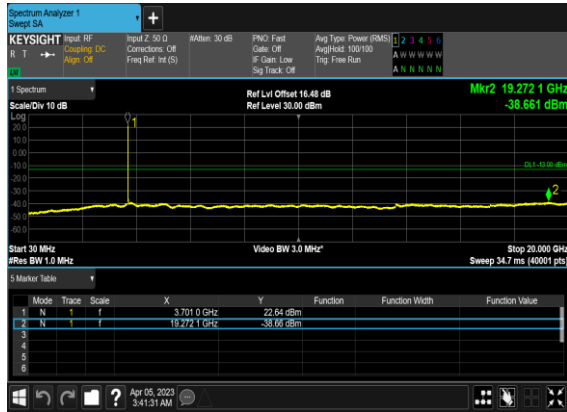 Spectrum Analyzer 1
Swept SA
+
KEYSIGHT Input: RF Input Z: 50 Ω #Atten: 30 dB PNO: Fast Avg Type: Power (RMS) 1 2 3 4 5 6
R T Coupling: DC Corrections: Off Gate: Off Avg|Hold: 100/100 A W W W W W
Align: Off Freq Ref: Int (S) IF Gain: Low Trig: Free Run
Sig Track: Off A N N N N N
1 Spectrum Ref Lvl Offset 16.48 dB Mkr2 19.272 1 GHz
Scale/Div 10 dB Ref Level 30.00 dBm -38.661 dBm
Log
20.0
10.0
0.00
-10.0
-20.0
-30.0
-40.0
-50.0
-60.0
1
DL1 -13.00 dBm
2
Start 30 MHz Video BW 3.0 MHz* Stop 20.000 GHz
#Res BW 1.0 MHz Sweep 34.7 ms (40001 pts)
5 Marker Table
Mode Trace Scale X Y Function Function Width Function Value
1 N 1 f 3.701 0 GHz 22.64 dBm
2 N 1 f 19.272 1 GHz -38.66 dBm
3
4
5
6
? Apr 05, 2023
3:41:31 AM